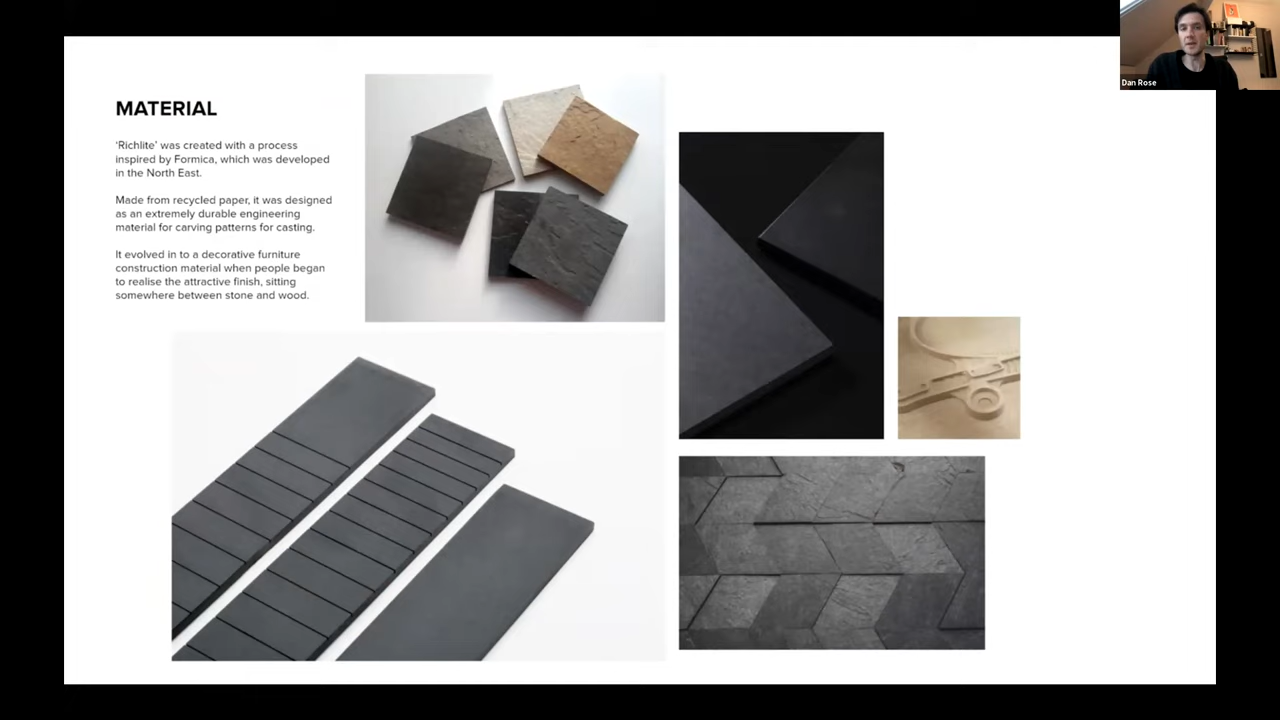 MATERIAL
‘Richlite’ was created with a process
inspired by Formica, which was developed
in the North East.
Made from recycled paper, it was designed
as an extremely durable engineering
material for carving patterns for casting.
It evolved in to a decorative furniture
construction material when people began
to realise the attractive finish, sitting
somewhere between stone and wood.
Dan Rose